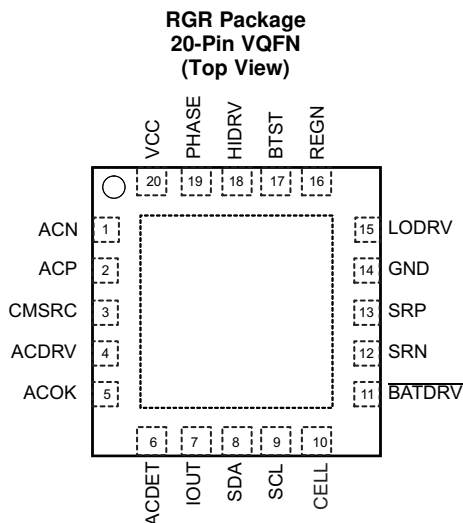 RGR Package
20-Pin VQFN
(Top View)
VCC
PHASE
HIDRV
BTST
REGN
20
19
18
17
16
ACN 1
15 LODRV
ACP 2
14 GND
CMSRC 3
13 SRP
ACDRV 4
12 SRN
ACOK 5
11 BATDRV
6
7
8
9
10
ACDET
IOUT
SDA
SCL
CELL